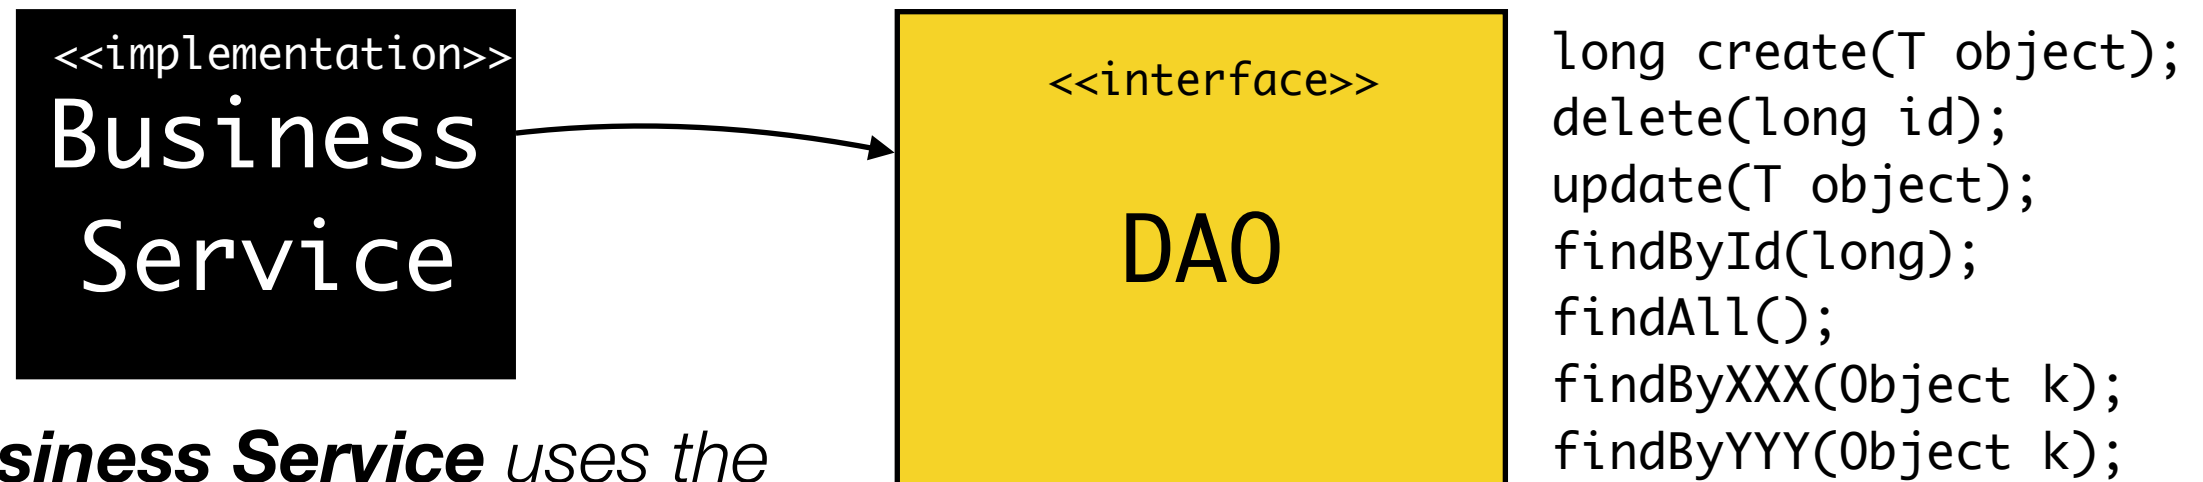 <<implementation>>
Business
Service
siness Service uses the
<<interface>>
DAO
long create(T object);
delete(long id);
update(T object);
findById(long);
findAll();
findByXXX(Object k);
findByYYY(Object k);